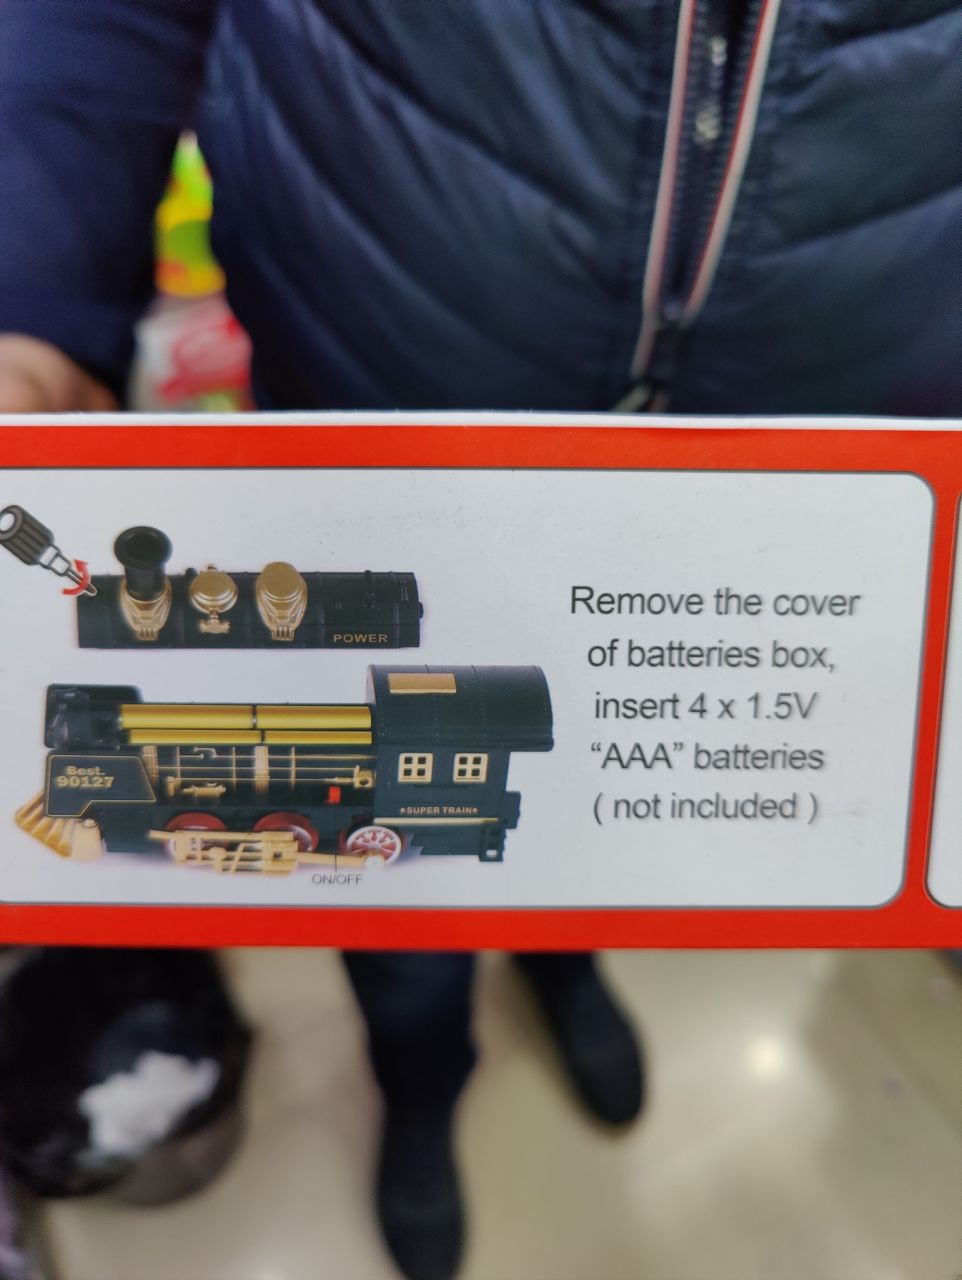 POWER
Best.
90127
*SUPER TRAIN*
ON/OFF
Remove the cover
of batteries box,
insert 4 x 1.5V
“AAA” batteries
( not included )